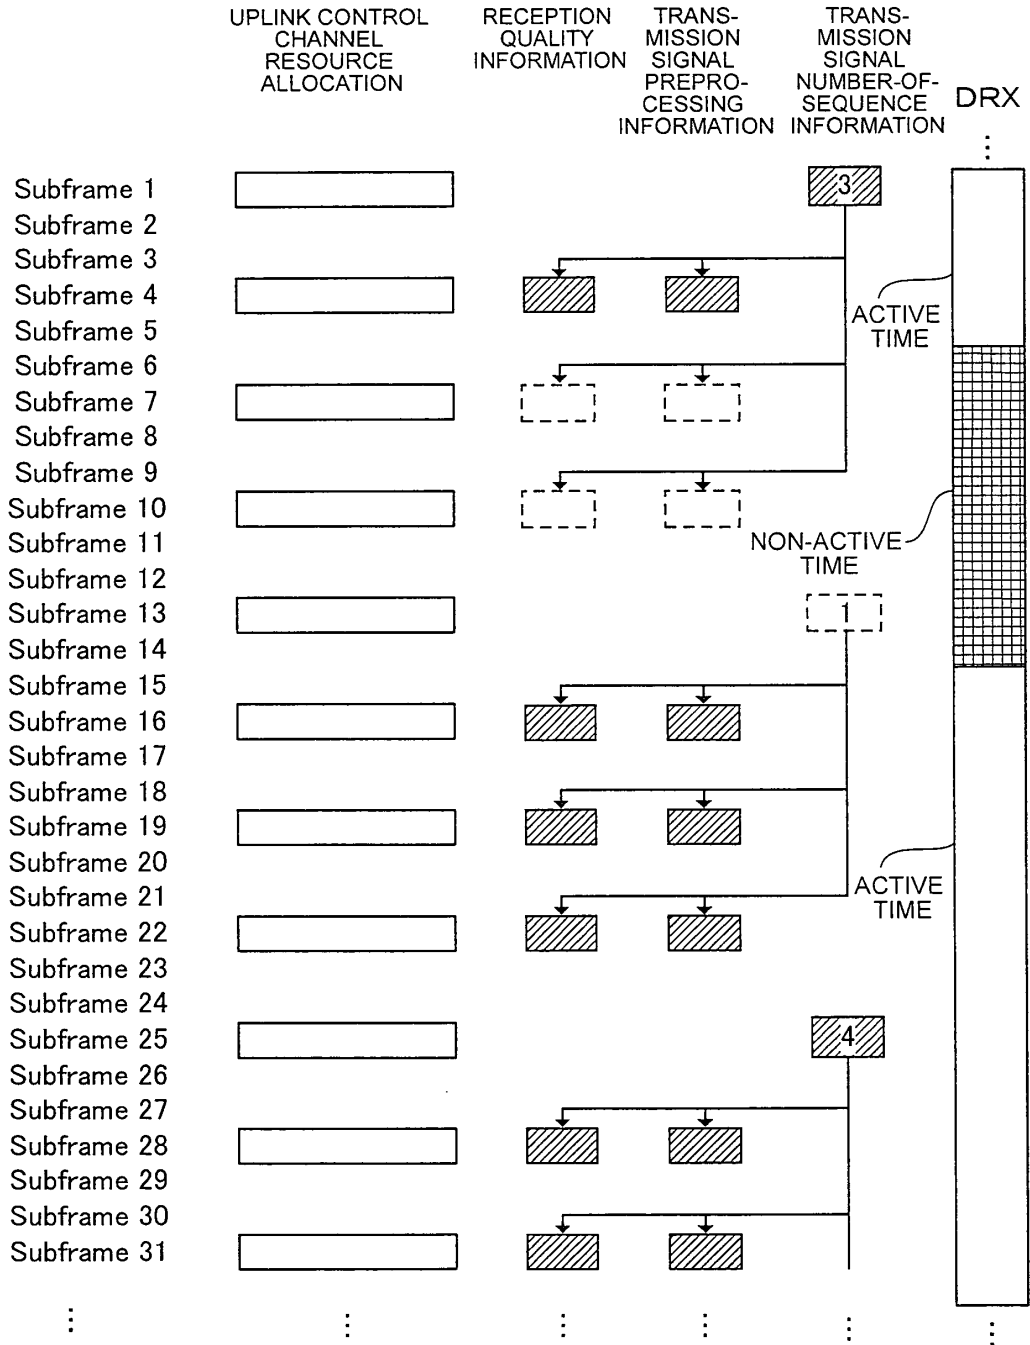 UPLINK CONTROL
CHANNEL
RESOURCE
ALLOCATION
RECEPTION
QUALITY
INFORMATION
TRANS-
MISSION
SIGNAL
PREPRO-
CESSING
INFORMATION
TRANS-
MISSION
SIGNAL
NUMBER-OF-
SEQUENCE
INFORMATION
DRX
Subframe 1
3
Subframe 2
Subframe 3
Subframe 4
ACTIVE
TIME
Subframe 5
Subframe 6
Subframe 7
Subframe 8
Subframe 9
Subframe 10
Subframe 11
NON-ACTIVE
TIME
Subframe 12
Subframe 13
1
Subframe 14
Subframe 15
Subframe 16
Subframe 17
Subframe 18
Subframe 19
Subframe 20
Subframe 21
ACTIVE
TIME
Subframe 22
Subframe 23
Subframe 24
Subframe 25
4
Subframe 26
Subframe 27
Subframe 28
Subframe 29
Subframe 30
Subframe 31